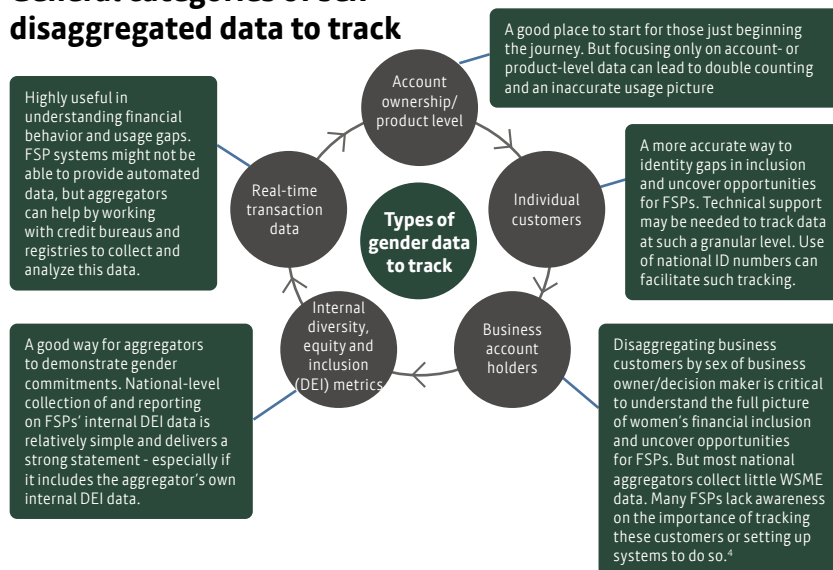 General categories of sex-
disaggregated data to track
A good place to start for those just beginning
the journey. But focusing only on account- or
product-level data can lead to double counting
and an inaccurate usage picture
Account
ownership/
product level
Highly useful in
understanding financial
behavior and usage gaps.
FSP systems might not be
able to provide automated
data, but aggregators
can help by working
with credit bureaus and
registries to collect and
analyze this data.
A more accurate way to
identity gaps in inclusion
and uncover opportunities
for FSPs. Technical support
may be needed to track data
at such a granular level. Use
of national ID numbers can
facilitate such tracking.
Real-time
transaction
data
Individual
customers
Types of
gender data
to track
Internal
diversity,
equity and
inclusion
(DEI) metrics
Business
account
holders
A good way for aggregators
to demonstrate gender
commitments. National-level
collection of and reporting
on FSPs' internal DEI data is
relatively simple and delivers a
strong statement - especially if
it includes the aggregator's own
internal DEI data.
Disaggregating business
customers by sex of business
owner/decision maker is critical
to understand the full picture
of women's financial inclusion
and uncover opportunities
for FSPs. But most national
aggregators collect little WSME
data. Many FSPs lack awareness
on the importance of tracking
these customers or setting up
systems to do so.⁴